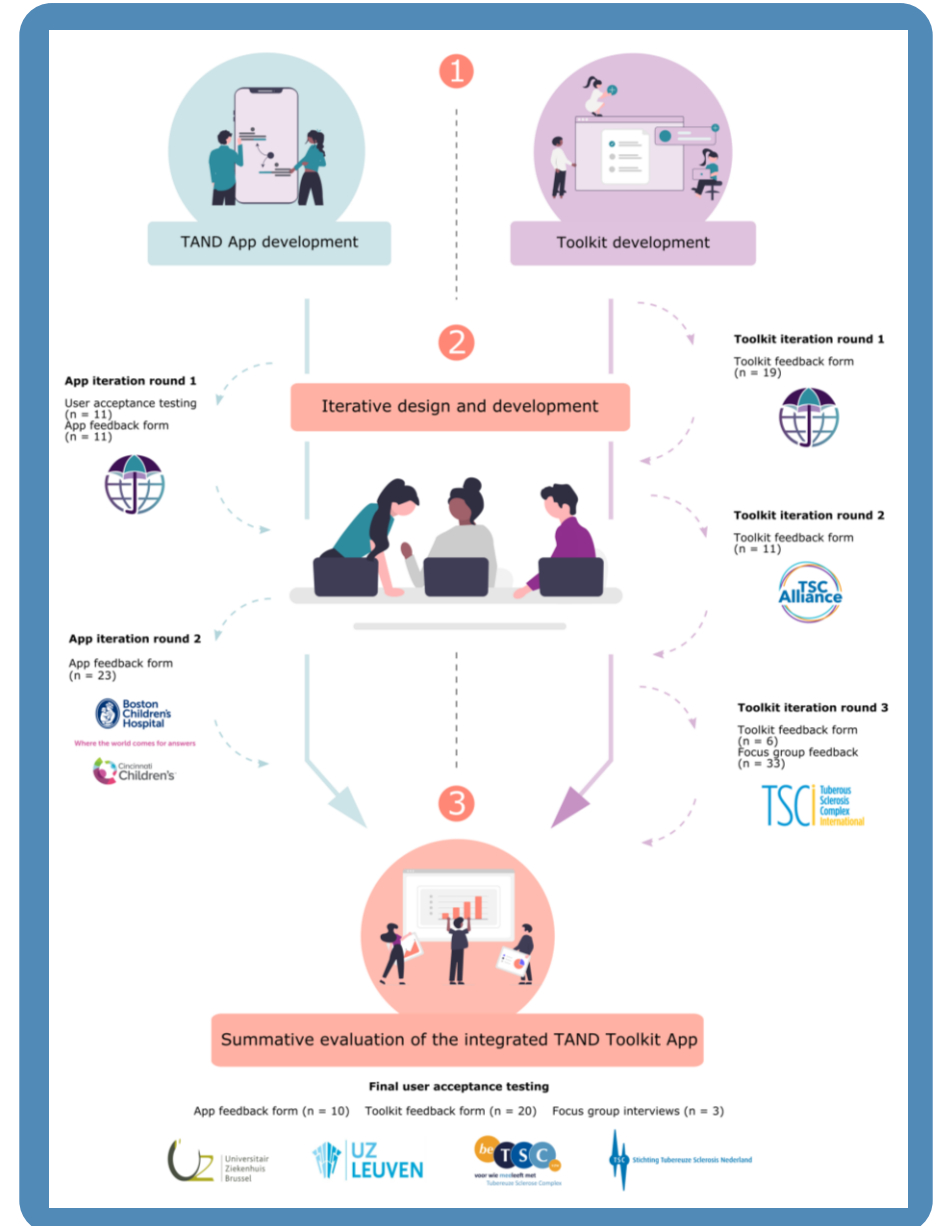 1
TAND App development
Toolkit development
2
Iterative design and development
App iteration round 1
User acceptance testing
(n = 11)
App feedback form
(n = 11)
Toolkit iteration round 1
Toolkit feedback form
(n = 19)
Toolkit iteration round 2
Toolkit feedback form
(n = 11)
TSC
Alliance
App iteration round 2
App feedback form
(n = 23)
Boston
Children's
Hospital
Where the world comes for answers
Cincinnati
Children's
Toolkit iteration round 3
Toolkit feedback form
(n = 6)
Focus group feedback
(n = 33)
TSCi
Tuberous
Sclerosis
Complex
International
3
Summative evaluation of the integrated TAND Toolkit App
Final user acceptance testing
App feedback form (n = 10) Toolkit feedback form (n = 20) Focus group interviews (n = 3)
UZ
Universitair
Ziekenhuis
Brussel
UZ
LEUVEN
be TSC
voor wie meeleeft met
Tubereuze Sclerose Complex
TSC
Stichting Tubereuze Sclerosis Nederland